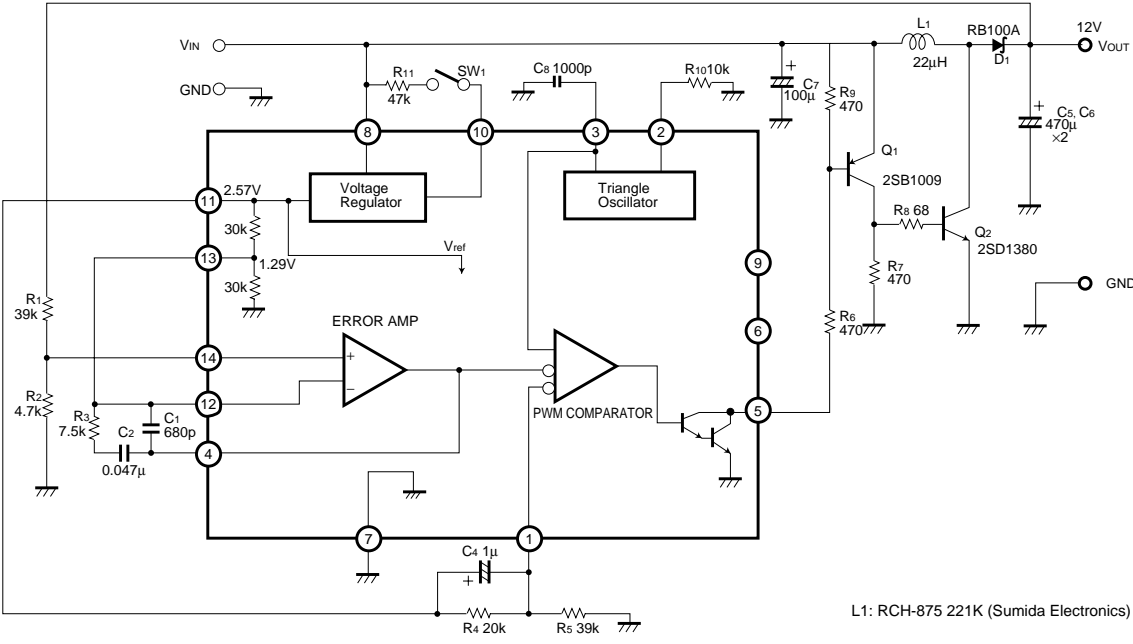 L1
RB100A
12V
VIN
VOUT
22μH
D1
R11
SW1
C8 1000p
R10 10k
C7
100μ
GND
47k
R9
470
C5, C6
470μ
×2
8
10
3
2
Q1
2SB1009
11
2.57V
Voltage
Regulator
Triangle
Oscillator
30k
R8 68
Vref
Q2
2SD1380
13
1.29V
9
30k
R7
470
GND
R1
39k
ERROR AMP
R6
470
6
14
+
R2
4.7k
12
−
PWM COMPARATOR
5
R3
7.5k
C1
680p
C2
4
0.047μ
7
1
C4 1μ
+
R4 20k
R5 39k
L1: RCH-875 221K (Sumida Electronics)